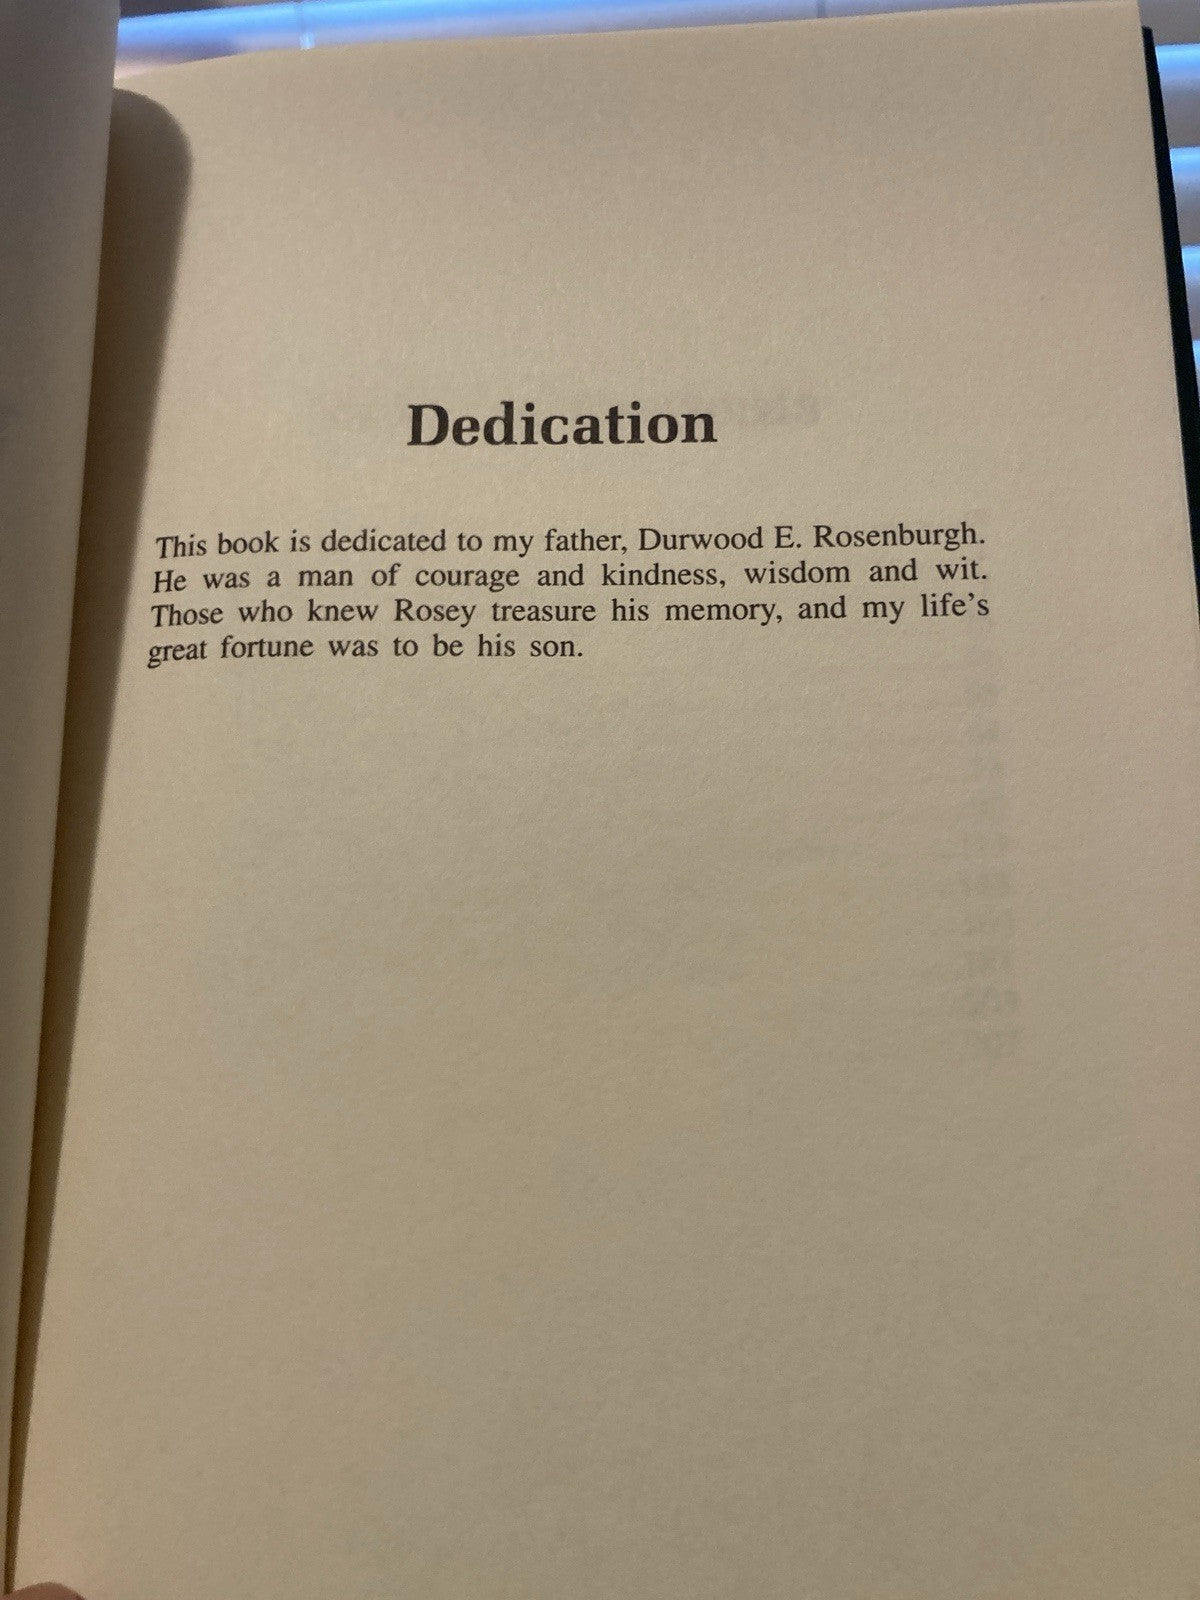 Dedication
This book is dedicated to my father, Durwood E. Rosenburgh.
He was a man of courage and kindness, wisdom and wit.
Those who knew Rosey treasure his memory, and my life's
great fortune was to be his son.